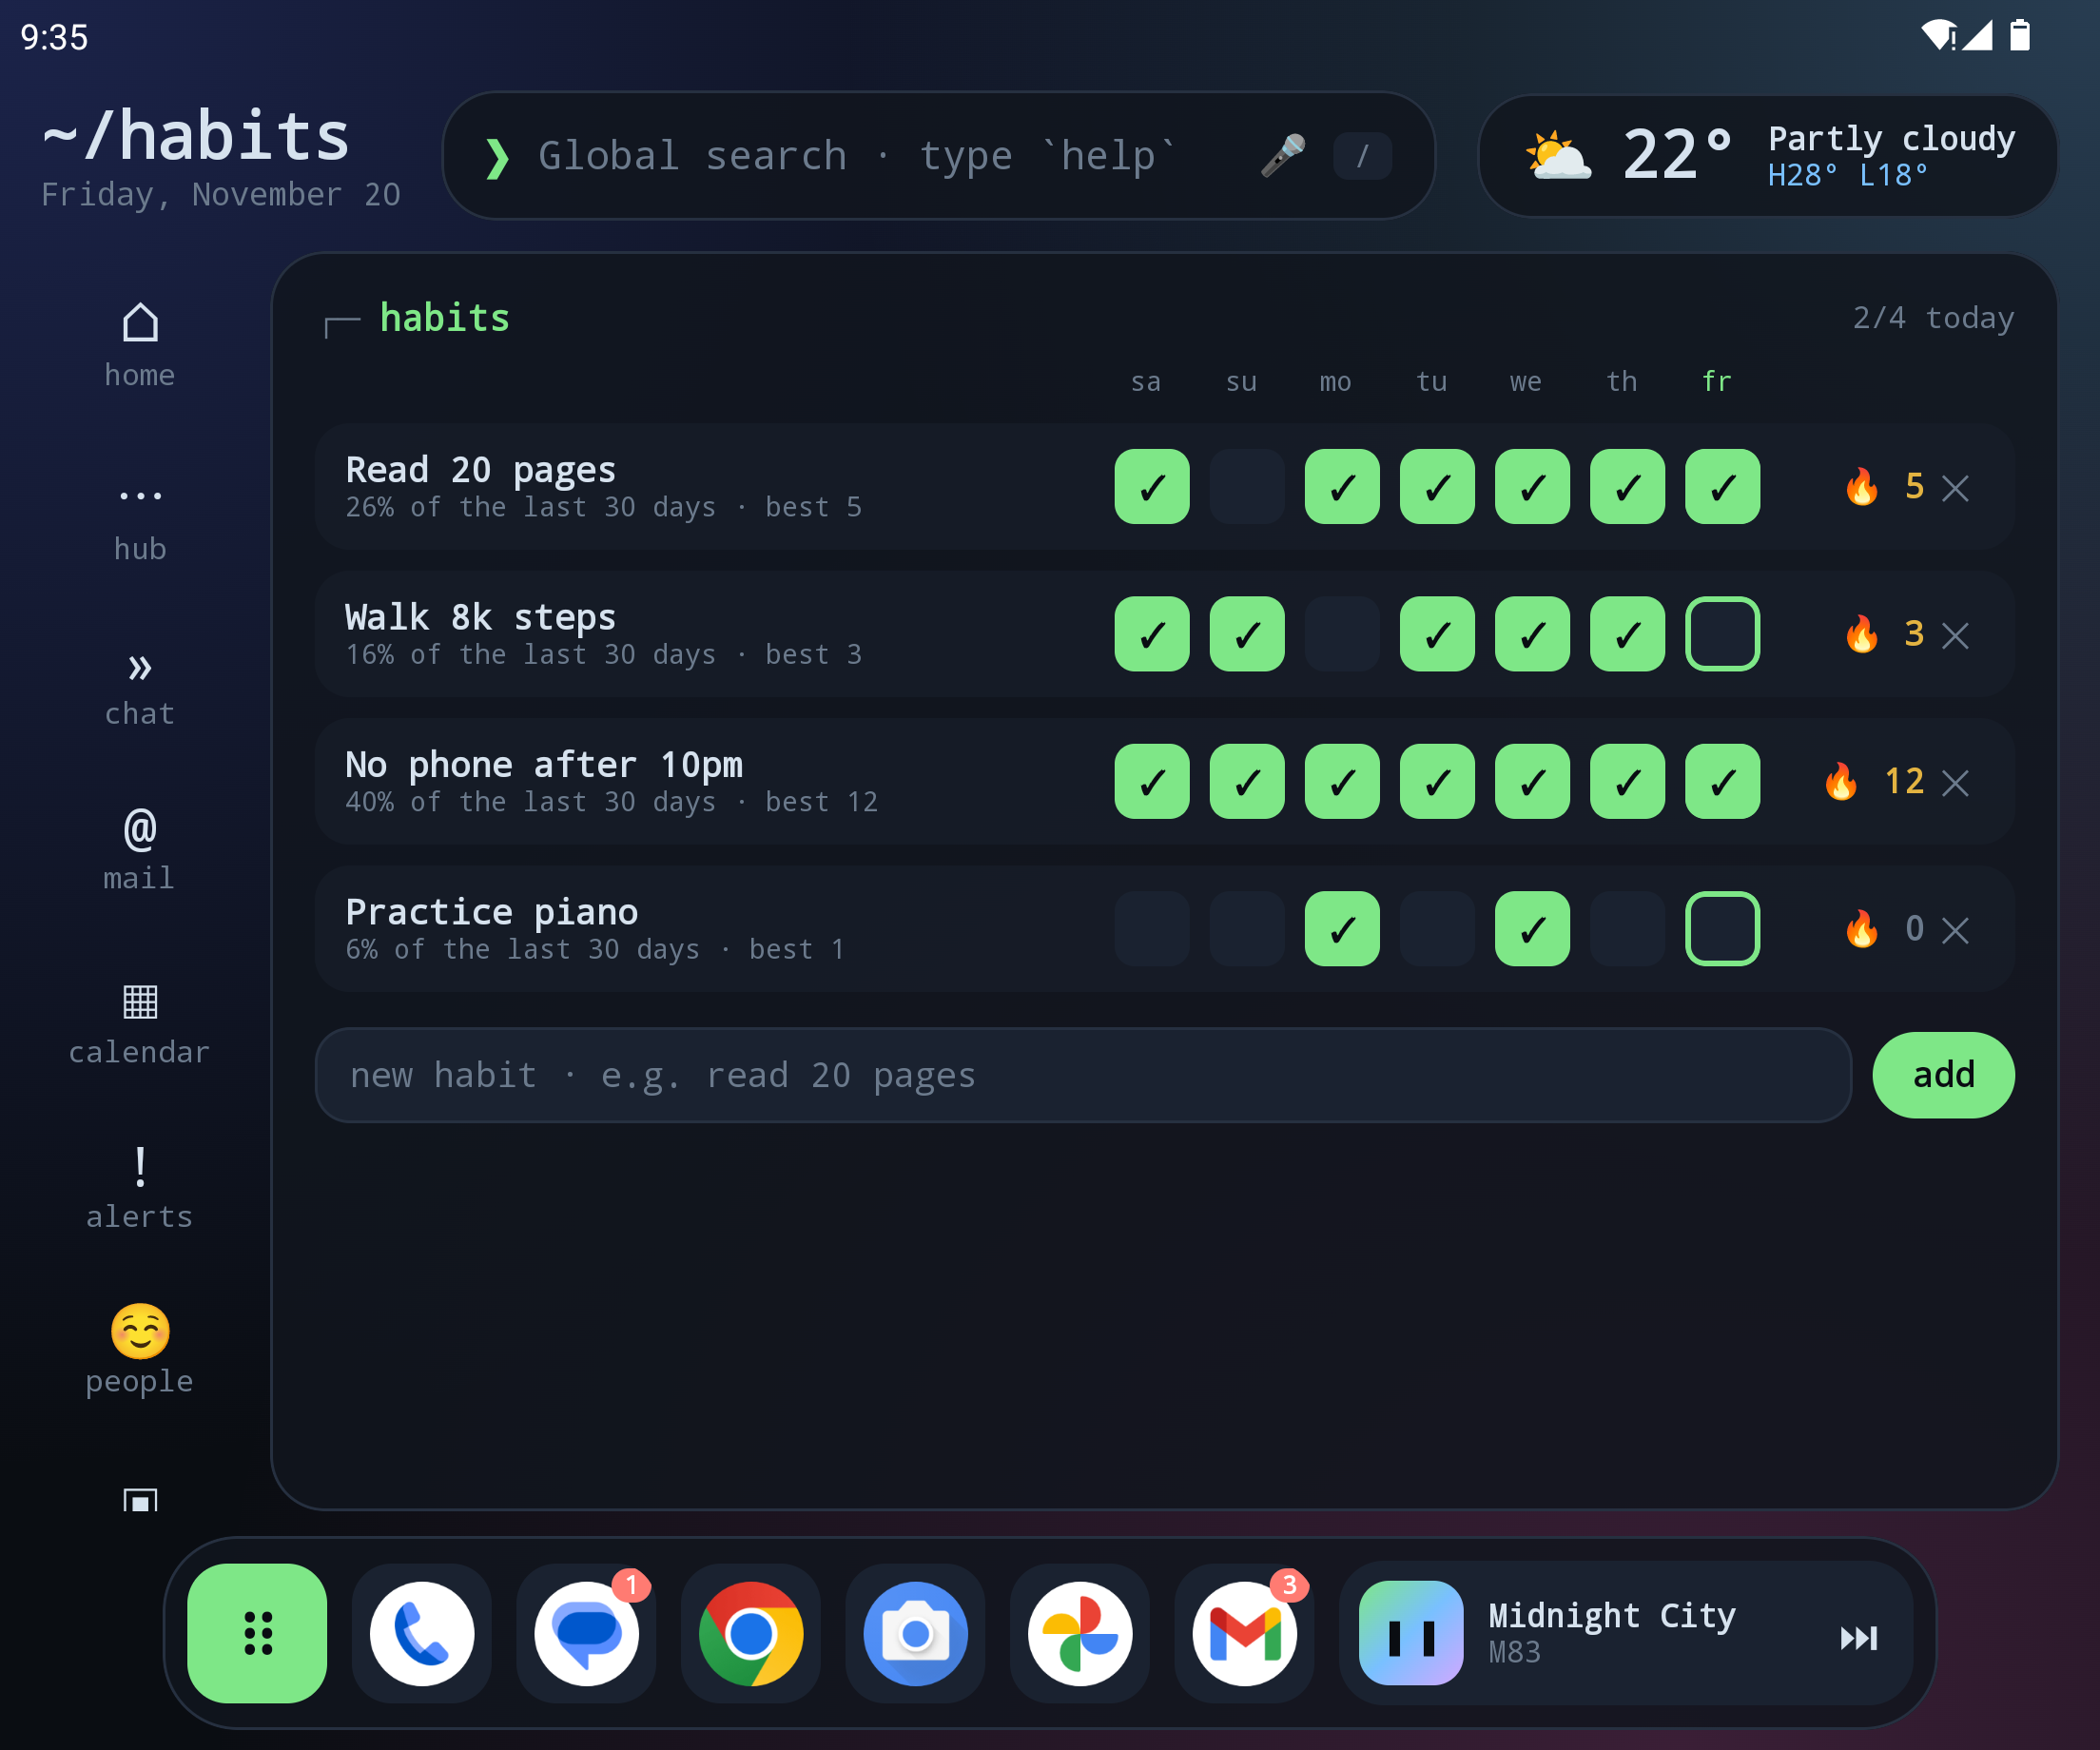 9:35
~/habits
Friday, November 20
❯ Global search · type `help` /
22° Partly cloudy
H28° L18°
home
hub
chat
@
mail
calendar
!
alerts
people
habits
2/4 today
sa su mo tu we th fr
Read 20 pages
26% of the last 30 days · best 5
5
Walk 8k steps
16% of the last 30 days · best 3
3
No phone after 10pm
40% of the last 30 days · best 12
12
Practice piano
6% of the last 30 days · best 1
0
new habit · e.g. read 20 pages
add
1
3
Midnight City
M83